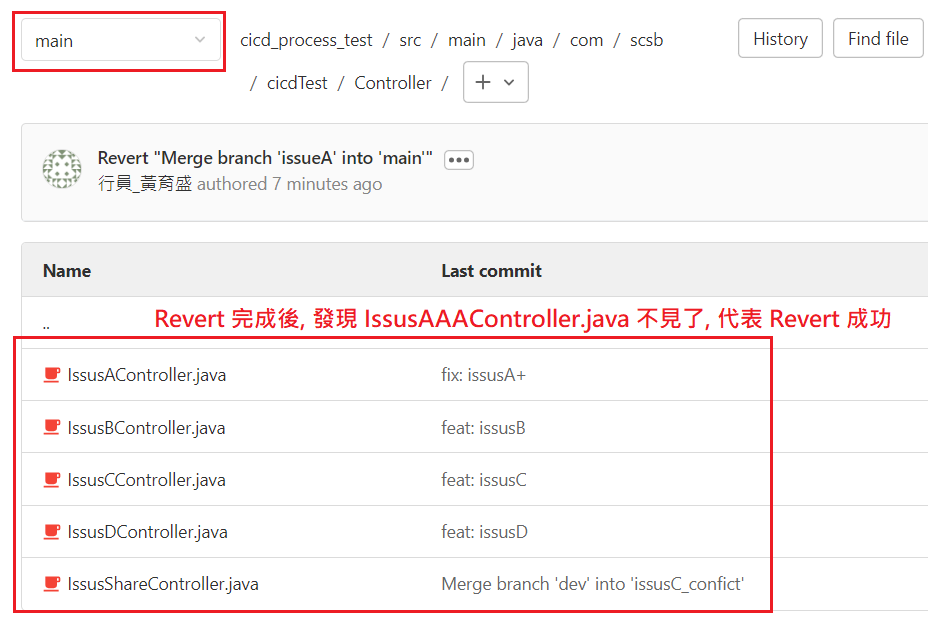 main
cicd_process_test / src / main / java / com / scsb
/ cicdTest / Controller / +
History
Find file
Revert "Merge branch 'issueA' into 'main'"
行員_黃育盛 authored 7 minutes ago
Name Last commit
..
Revert 完成後, 發現 IssusAAAController.java 不見了, 代表 Revert 成功
IssusAController.java fix: issusA+
IssusBController.java feat: issusB
IssusCController.java feat: issusC
IssusDController.java feat: issusD
IssusShareController.java Merge branch 'dev' into 'issusC_confict'